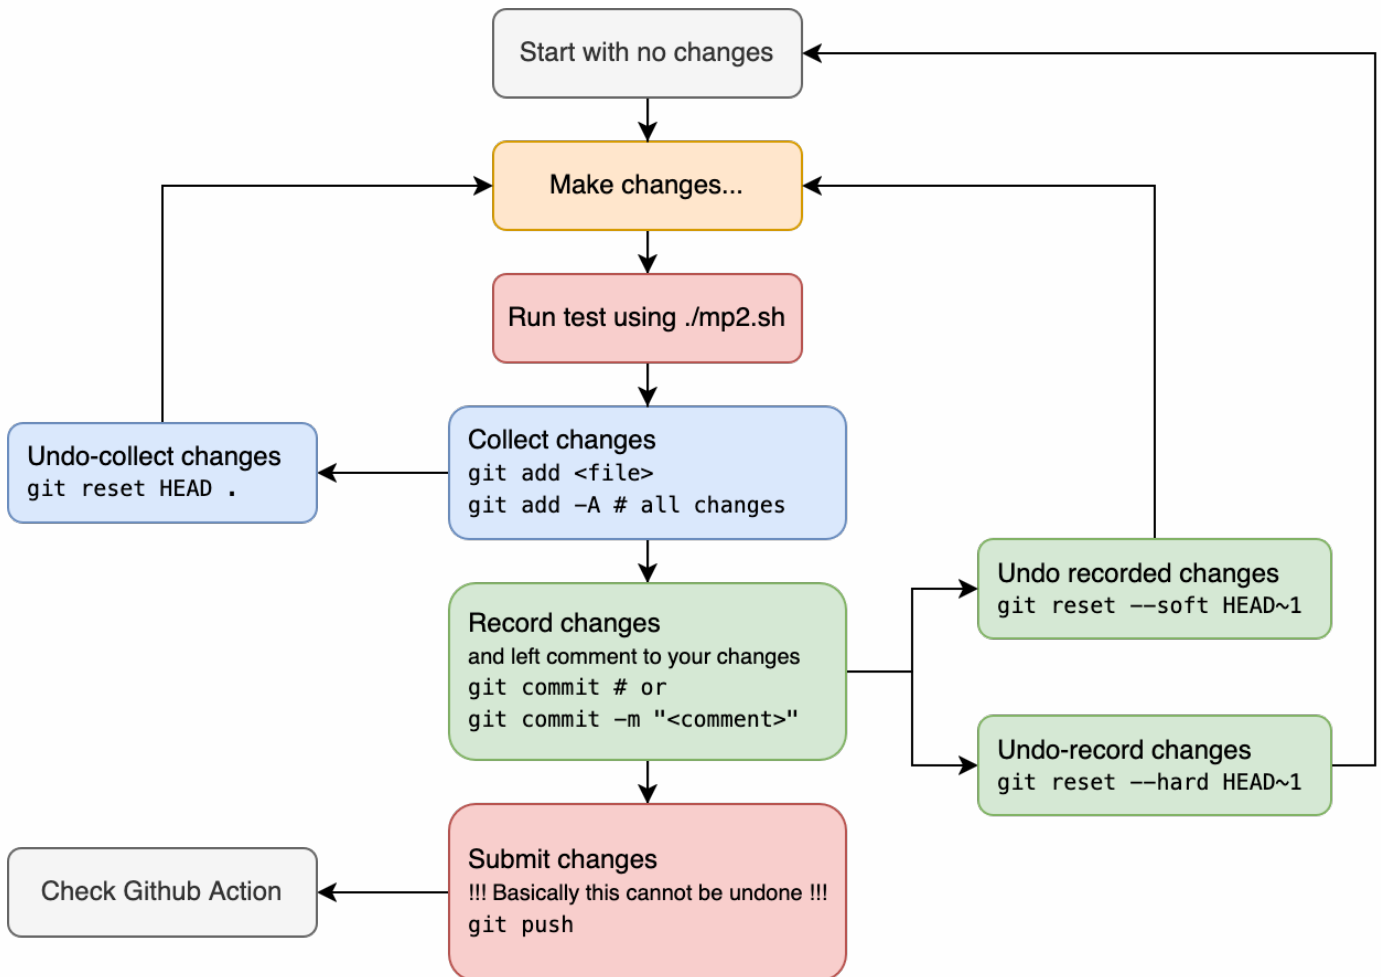 Start with no changes
Make changes...
Run test using ./mp2.sh
Collect changes
git add <file>
git add -A # all changes
Undo-collect changes
git reset HEAD .
Record changes
and left comment to your changes
git commit # or
git commit -m "<comment>"
Undo recorded changes
git reset --soft HEAD~1
Undo-record changes
git reset --hard HEAD~1
Submit changes
!!! Basically this cannot be undone !!!
git push
Check Github Action